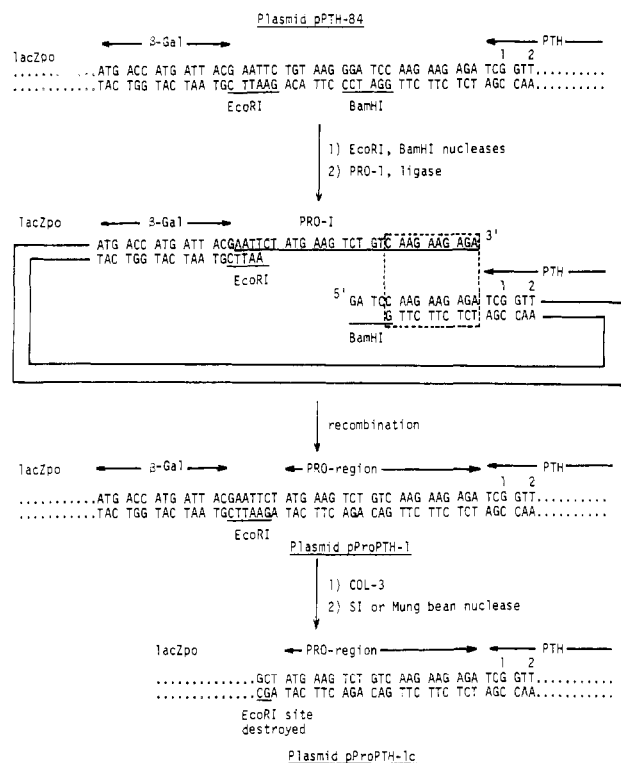 Plasmid pPTH-84
β-Gal PTH
lacZpo 1 2
..........ATG ACC ATG ATT ACG AATTC TGT AAG GGA TCC AAG AAG AGA TCG GTT..........
..........TAC TGG TAC TAA TGC TTAAG ACA TTC CCT AGG TTC TTC TCT AGC CAA..........
EcoRI BamHI
1) EcoRI, BamHI nucleases
2) PRO-I, ligase
lacZpo β-Gal PRO-I
ATG ACC ATG ATT ACGAATTCT ATG AAG TCT GTC AAG AAG AGA 3'
TAC TGG TAC TAA TGCTTAA
EcoRI PTH
1 2
5' GA TCC AAG AAG AGA TCG GTT
G TTC TTC TCT AGC CAA
BamHI
recombination
lacZpo β-Gal PRO-region PTH
1 2
..........ATG ACC ATG ATT ACGAATTCT ATG AAG TCT GTC AAG AAG AGA TCG GTT..........
..........TAC TGG TAC TAA TGCTTAAGA TAC TTC AGA CAG TTC TTC TCT AGC CAA..........
EcoRI
Plasmid pProPTH-1
1) COL-3
2) SI or Mung bean nuclease
lacZpo PRO-region PTH
1 2
..........GCT ATG AAG TCT GTC AAG AAG AGA TCG GTT..........
..........CGA TAC TTC AGA CAG TTC TTC TCT AGC CAA..........
EcoRI site
destroyed
Plasmid pProPTH-1c